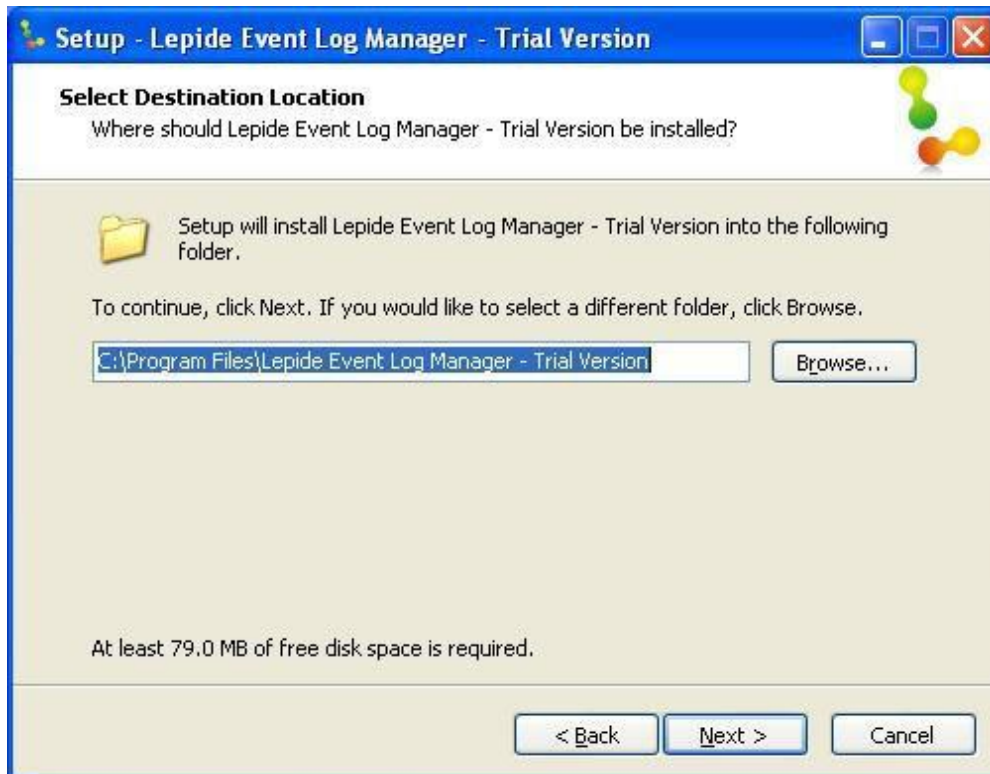 Setup - Lepide Event Log Manager - Trial Version
Select Destination Location
Where should Lepide Event Log Manager - Trial Version be installed?
Setup will install Lepide Event Log Manager - Trial Version into the following
folder.
To continue, click Next. If you would like to select a different folder, click Browse.
C:\Program Files\Lepide Event Log Manager - Trial Version
Browse...
At least 79.0 MB of free disk space is required.
< Back
Next >
Cancel